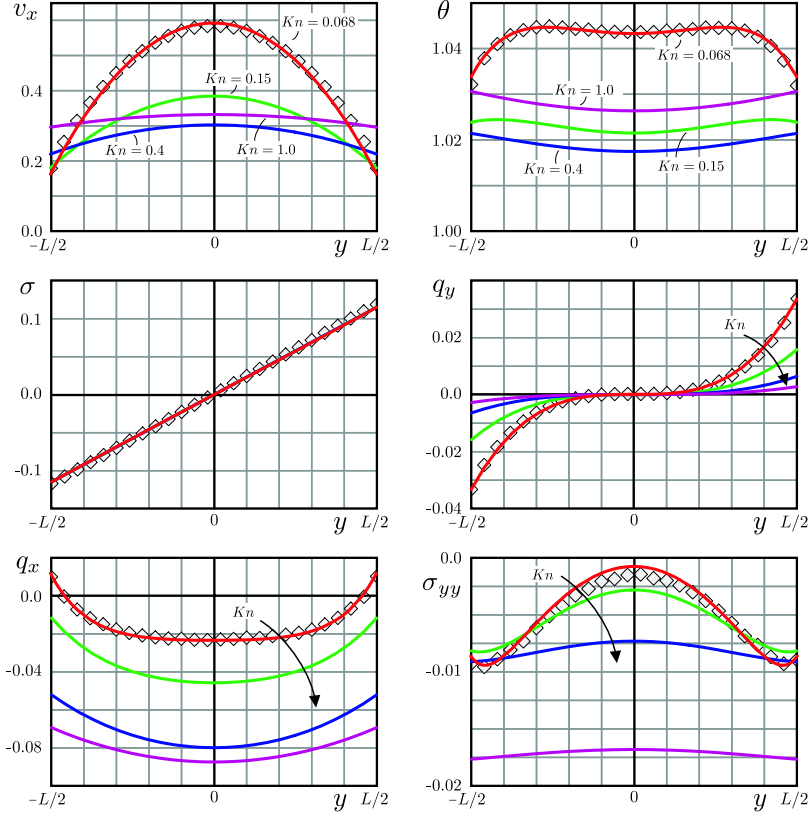 vx
Kn = 0.068
Kn = 0.15
0.4
Kn = 0.4
Kn = 1.0
0.2
0.0
−L/2
0
y
L/2
θ
1.04
Kn = 0.068
Kn = 1.0
1.02
Kn = 0.4
Kn = 0.15
1.00
−L/2
0
y
L/2
σ
0.1
0.0
-0.1
−L/2
0
y
L/2
qy
0.02
Kn
0.0
-0.02
-0.04
−L/2
0
y
L/2
qx
0.0
Kn
-0.04
-0.08
−L/2
0
y
L/2
0.0
σyy
Kn
-0.01
-0.02
−L/2
0
y
L/2